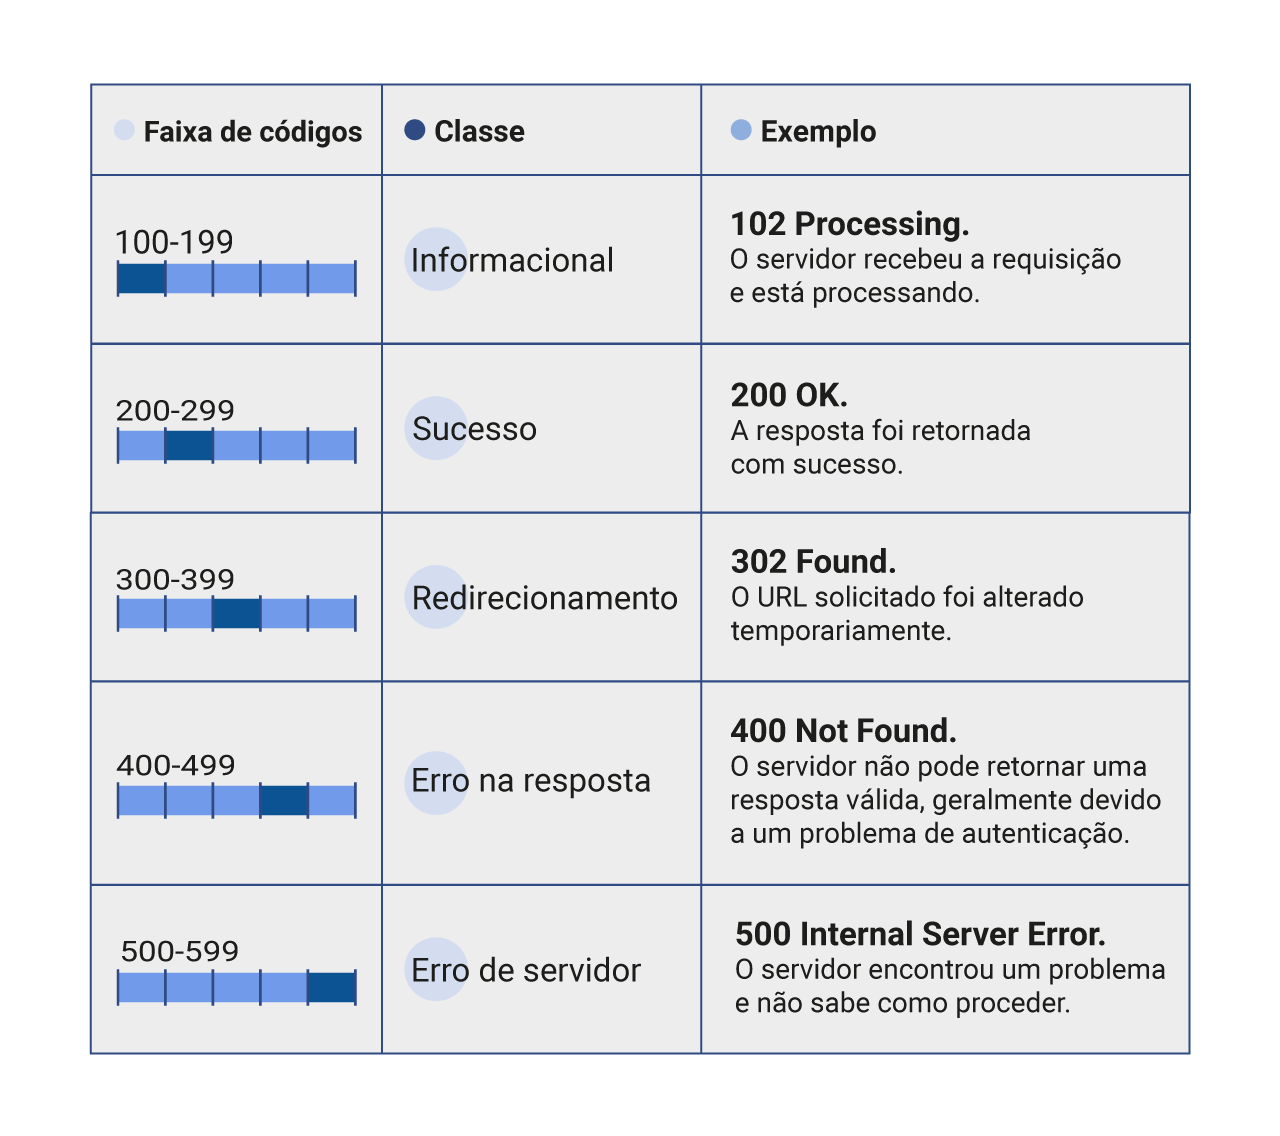 Faixa de códigos
Classe
Exemplo
100-199
Informacional
102 Processing.
O servidor recebeu a requisição
e está processando.
200-299
Sucesso
200 OK.
A resposta foi retornada
com sucesso.
300-399
Redirecionamento
302 Found.
O URL solicitado foi alterado
temporariamente.
400-499
Erro na resposta
400 Not Found.
O servidor não pode retornar uma
resposta válida, geralmente devido
a um problema de autenticação.
500-599
Erro de servidor
500 Internal Server Error.
O servidor encontrou um problema
e não sabe como proceder.